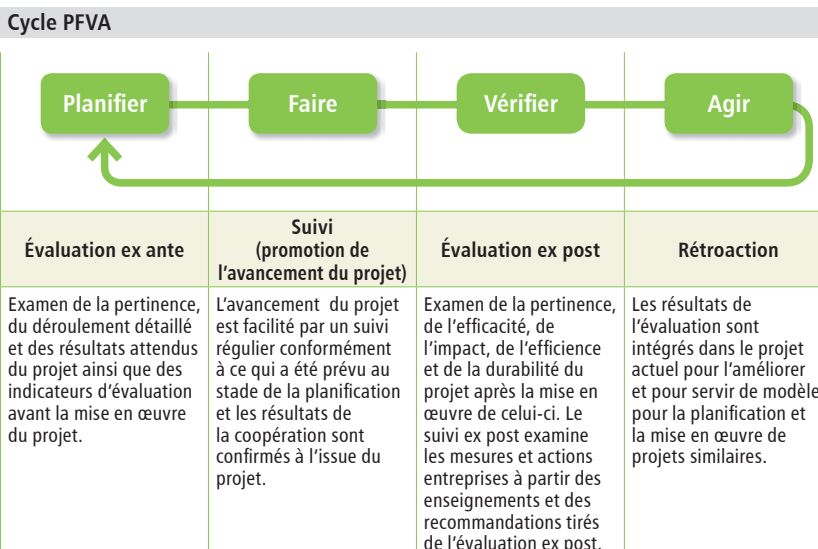 Cycle PFVA
Planifier
Faire
Vérifier
Agir
Évaluation ex ante
Suivi
(promotion de
l'avancement du projet)
Évaluation ex post
Rétroaction
Examen de la pertinence,
du déroulement détaillé
et des résultats attendus
du projet ainsi que des
indicateurs d'évaluation
avant la mise en œuvre
du projet.
L'avancement du projet
est facilité par un suivi
régulier conformément
à ce qui a été prévu au
stade de la planification
et les résultats de
la coopération sont
confirmés à l'issue du
projet.
Examen de la pertinence,
de l'efficacité, de
l'impact, de l'efficience
et de la durabilité du
projet après la mise en
œuvre de celui-ci. Le
suivi ex post examine
les mesures et actions
entreprises à partir des
enseignements et des
recommandations tirés
de l'évaluation ex post.
Les résultats de
l'évaluation sont
intégrés dans le projet
actuel pour l'améliorer
et pour servir de modèle
pour la planification et
la mise en œuvre de
projets similaires.